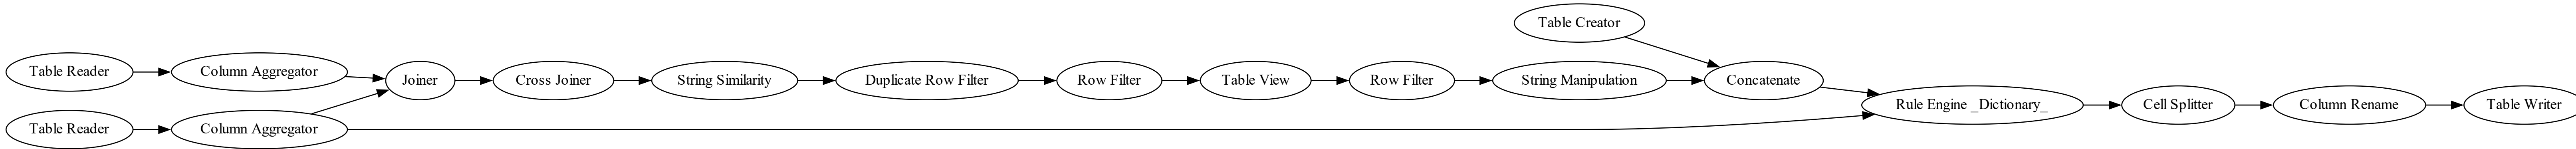 Table Creator
Table Reader
Column Aggregator
Joiner
Cross Joiner
String Similarity
Duplicate Row Filter
Row Filter
Table View
Row Filter
String Manipulation
Concatenate
Rule Engine _Dictionary_
Cell Splitter
Column Rename
Table Writer
Table Reader
Column Aggregator